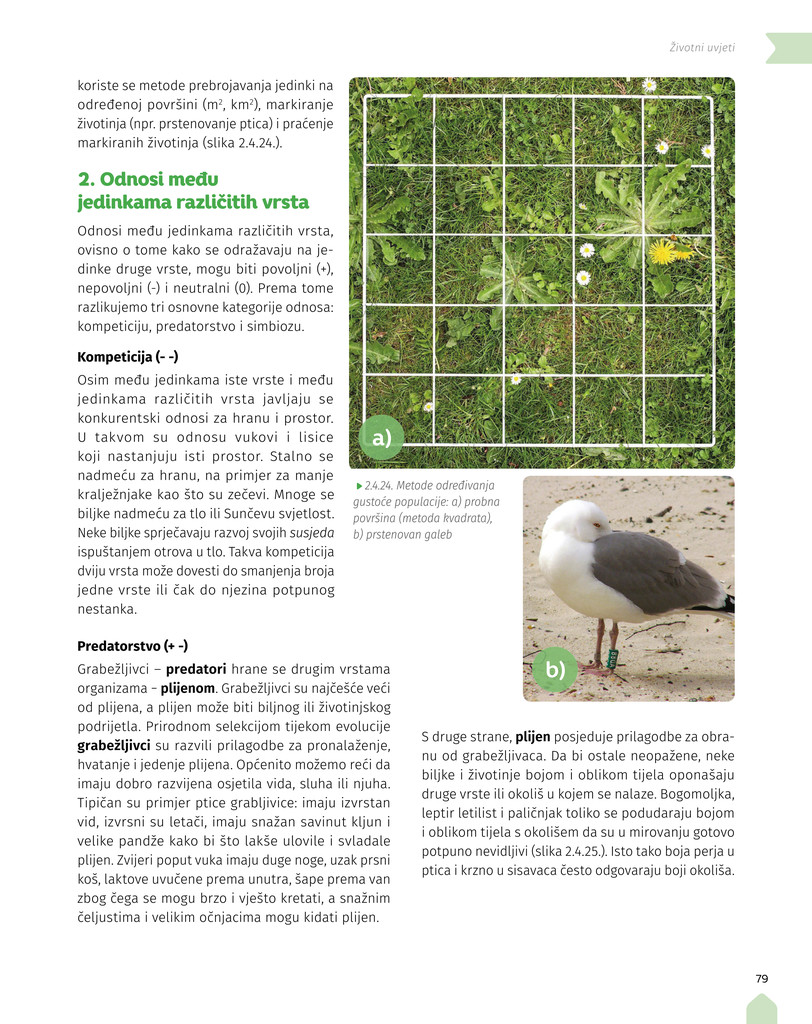 Životni uvjeti
koriste se metode prebrojavanja jedinki na
određenoj površini (m², km²), markiranje
životinja (npr. prstenovanje ptica) i praćenje
markiranih životinja (slika 2.4.24.).
2. Odnosi među
jedinkama različitih vrsta
Odnosi među jedinkama različitih vrsta,
ovisno o tome kako se odražavaju na je-
dinke druge vrste, mogu biti povoljni (+),
nepovoljni (-) i neutralni (0). Prema tome
razlikujemo tri osnovne kategorije odnosa:
kompeticiju, predatorstvo i simbiozu.
Kompeticija (- -)
Osim među jedinkama iste vrste i među
jedinkama različitih vrsta javljaju se
konkurentski odnosi za hranu i prostor.
U takvom su odnosu vukovi i lisice
koji nastanjuju isti prostor. Stalno se
nadmeću za hranu, na primjer za manje
kralježnjake kao što su zečevi. Mnoge se
biljke nadmeću za tlo ili Sunčevu svjetlost.
Neke biljke sprječavaju razvoj svojih susjeda
ispuštanjem otrova u tlo. Takva kompeticija
dviju vrsta može dovesti do smanjenja broja
jedne vrste ili čak do njezina potpunog
nestanka.
a)
2.4.24. Metode određivanja
gustoće populacije: a) probna
površina (metoda kvadrata),
b) prstenovan galeb
b)
Predatorstvo (+ -)
Grabežljivci – predatori hrane se drugim vrstama
organizama – plijenom. Grabežljivci su najčešće veći
od plijena, a plijen može biti biljnog ili životinjskog
podrijetla. Prirodnom selekcijom tijekom evolucije
grabežljivci su razvili prilagodbe za pronalaženje,
hvatanje i jedenje plijena. Općenito možemo reći da
imaju dobro razvijena osjetila vida, sluha ili njuha.
Tipičan su primjer ptice grabljivice: imaju izvrstan
vid, izvrsni su letači, imaju snažan savinut kljun i
velike pandže kako bi što lakše ulovile i svladale
plijen. Zvijeri poput vuka imaju duge noge, uzak prsni
koš, laktove uvučene prema unutra, šape prema van
zbog čega se mogu brzo i vješto kretati, a snažnim
čeljustima i velikim očnjacima mogu kidati plijen.
S druge strane, plijen posjeduje prilagodbe za obra-
nu od grabežljivaca. Da bi ostale neopažene, neke
biljke i životinje bojom i oblikom tijela oponašaju
druge vrste ili okoliš u kojem se nalaze. Bogomoljka,
leptir letilist i paličnjak toliko se podudaraju bojom
i oblikom tijela s okolišem da su u mirovanju gotovo
potpuno nevidljivi (slika 2.4.25.). Isto tako boja perja u
ptica i krzno u sisavaca često odgovaraju boji okoliša.
79